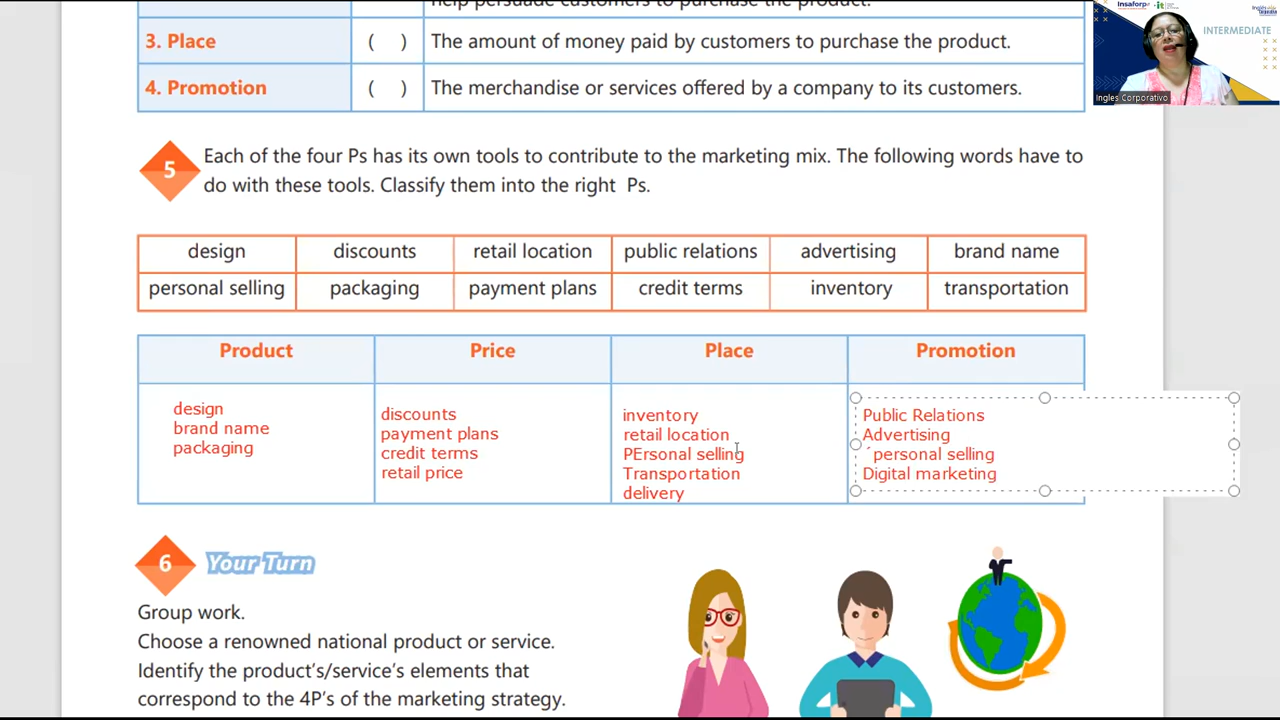 help persuade customers to purchase the product.
3. Place ( ) The amount of money paid by customers to purchase the product.
4. Promotion ( ) The merchandise or services offered by a company to its customers.
Insaforp
INTERMEDIATE
Ingles Corporativo
5
Each of the four Ps has its own tools to contribute to the marketing mix. The following words have to
do with these tools. Classify them into the right Ps.
design discounts retail location public relations advertising brand name
personal selling packaging payment plans credit terms inventory transportation
Product Price Place Promotion
design
brand name
packaging
discounts
payment plans
credit terms
retail price
inventory
retail location
PErsonal selling
Transportation
delivery
Public Relations
Advertising
´personal selling
Digital marketing
6 Your Turn
Group work.
Choose a renowned national product or service.
Identify the product's/service's elements that
correspond to the 4P's of the marketing strategy.